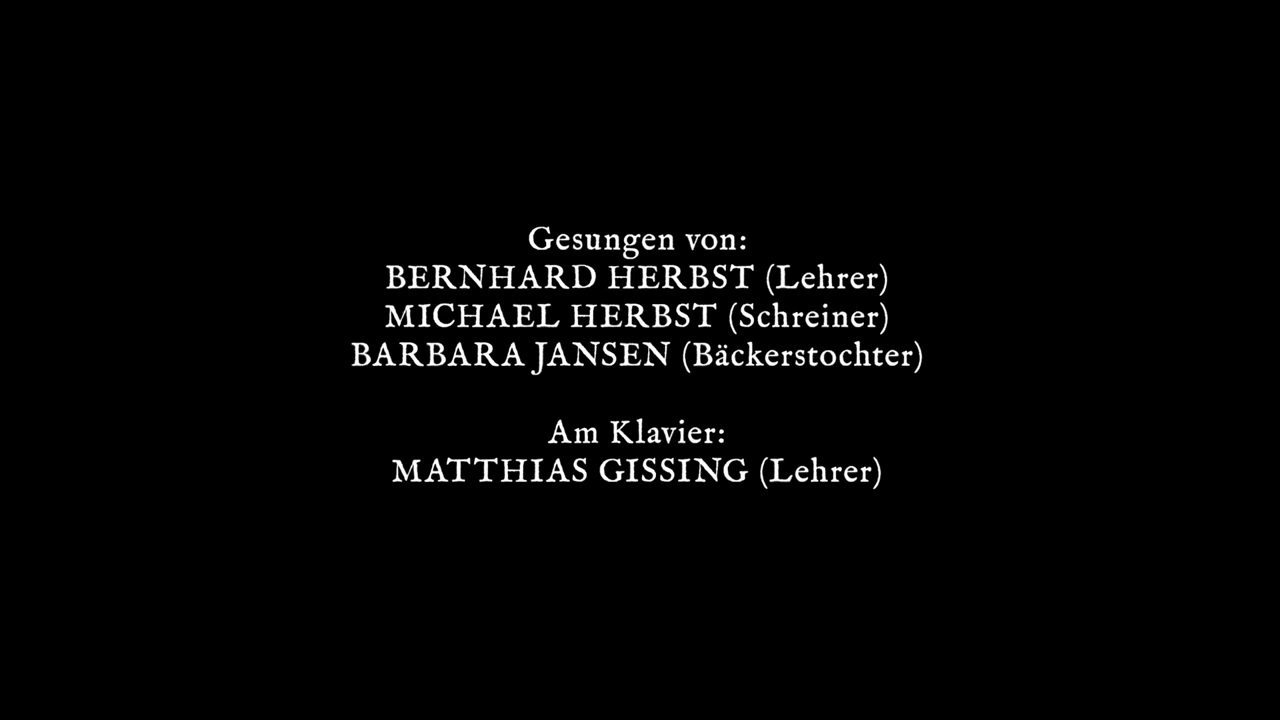 Gesungen von:
BERNHARD HERBST (Lehrer)
MICHAEL HERBST (Schreiner)
BARBARA JANSEN (Bäckerstochter)
Am Klavier:
MATTHIAS GISSING (Lehrer)